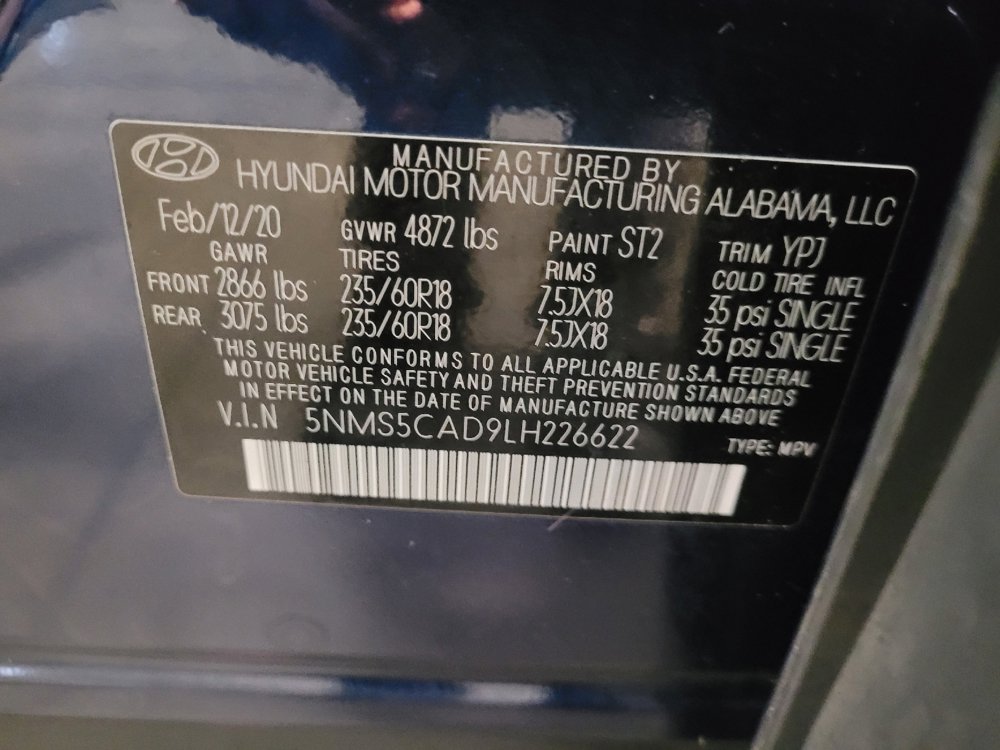 MANUFACTURED BY
HYUNDAI MOTOR MANUFACTURING ALABAMA, LLC
Feb/12/20 GVWR 4872 lbs PAINT ST2 TRIM YPJ
GAWR TIRES RIMS COLD TIRE INFL
FRONT 2866 lbs 235/60R18 7.5JX18 35 psi SINGLE
REAR 3075 lbs 235/60R18 7.5JX18 35 psi SINGLE
THIS VEHICLE CONFORMS TO ALL APPLICABLE U.S.A. FEDERAL
MOTOR VEHICLE SAFETY AND THEFT PREVENTION STANDARDS
IN EFFECT ON THE DATE OF MANUFACTURE SHOWN ABOVE
V.I.N 5NMS5CAD9LH226622 TYPE: MPV